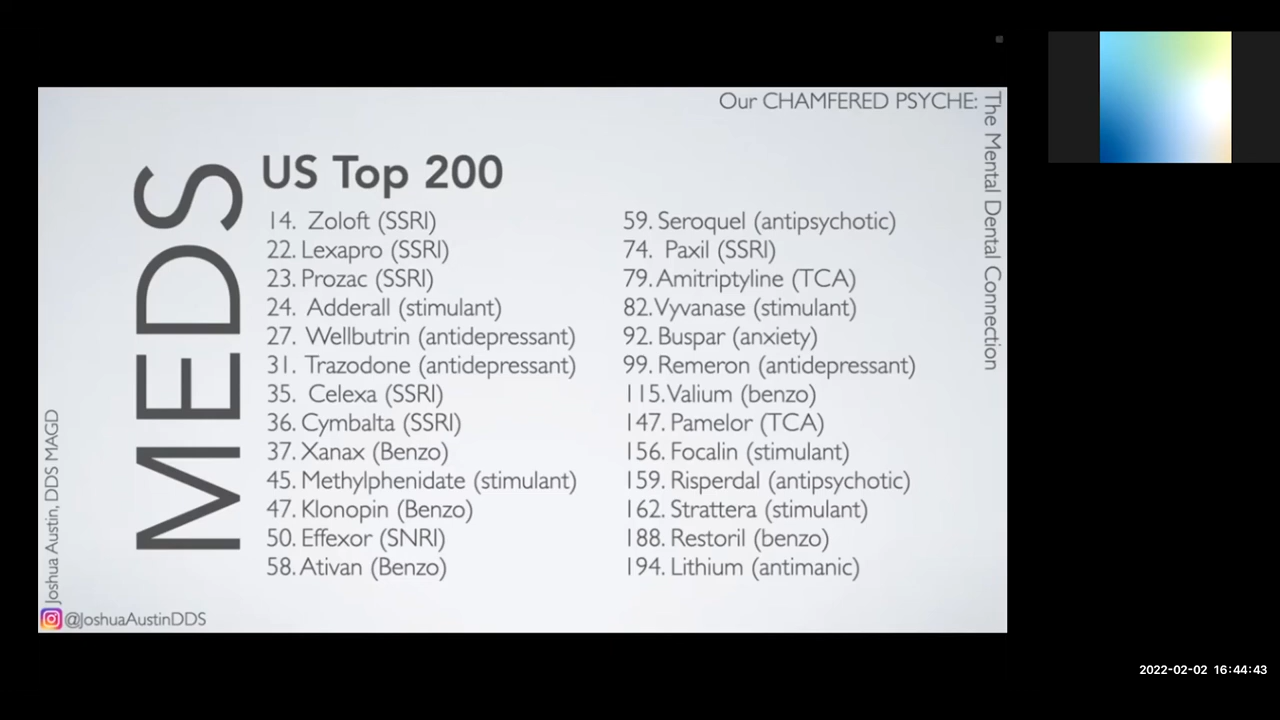 Our CHAMFERED PSYCHE:
The Mental Dental Connection
MEDS
US Top 200
14. Zoloft (SSRI)
22. Lexapro (SSRI)
23. Prozac (SSRI)
24. Adderall (stimulant)
27. Wellbutrin (antidepressant)
31. Trazodone (antidepressant)
35. Celexa (SSRI)
36. Cymbalta (SSRI)
37. Xanax (Benzo)
45. Methylphenidate (stimulant)
47. Klonopin (Benzo)
50. Effexor (SNRI)
58. Ativan (Benzo)
59. Seroquel (antipsychotic)
74. Paxil (SSRI)
79. Amitriptyline (TCA)
82. Vyvanase (stimulant)
92. Buspar (anxiety)
99. Remeron (antidepressant)
115. Valium (benzo)
147. Pamelor (TCA)
156. Focalin (stimulant)
159. Risperdal (antipsychotic)
162. Strattera (stimulant)
188. Restoril (benzo)
194. Lithium (antimanic)
Joshua Austin, DDS MAGD
@JoshuaAustinDDS
2022-02-02 16:44:43